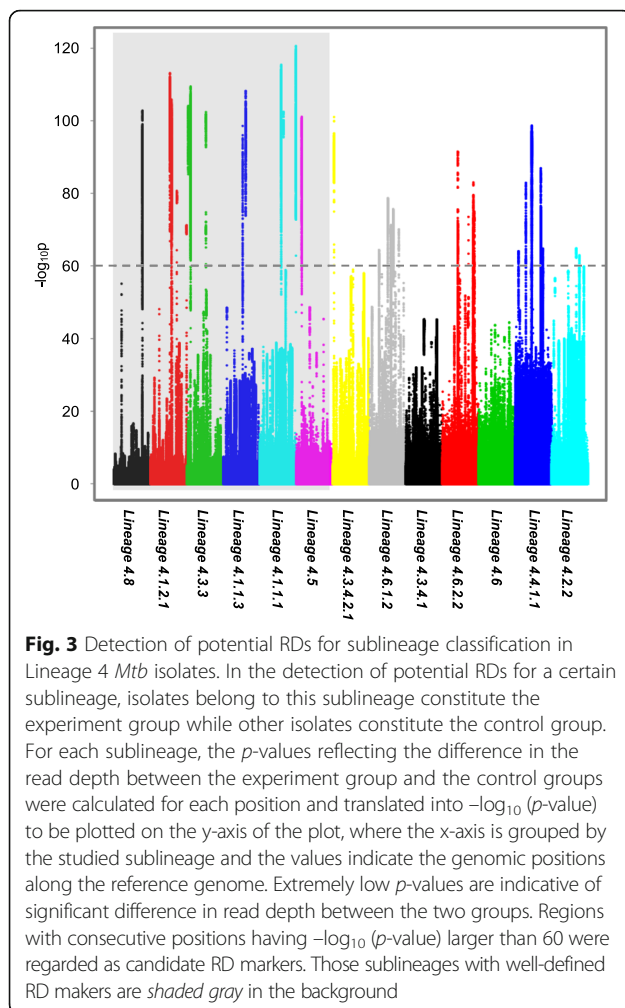 120
100
80
60
40
20
0
-log10p
Lineage 4.8
Lineage 4.1.2.1
Lineage 4.3.3
Lineage 4.1.1.3
Lineage 4.1.1.1
Lineage 4.5
Lineage 4.3.4.2.1
Lineage 4.6.1.2
Lineage 4.3.4.1
Lineage 4.6.2.2
Lineage 4.6
Lineage 4.4.1.1
Lineage 4.2.2
Fig. 3 Detection of potential RDs for sublineage classification in
Lineage 4 Mtb isolates. In the detection of potential RDs for a certain
sublineage, isolates belong to this sublineage constitute the
experiment group while other isolates constitute the control group.
For each sublineage, the p-values reflecting the difference in the
read depth between the experiment group and the control groups
were calculated for each position and translated into –log10 (p-value)
to be plotted on the y-axis of the plot, where the x-axis is grouped by
the studied sublineage and the values indicate the genomic positions
along the reference genome. Extremely low p-values are indicative of
significant difference in read depth between the two groups. Regions
with consecutive positions having –log10 (p-value) larger than 60 were
regarded as candidate RD markers. Those sublineages with well-defined
RD makers are shaded gray in the background